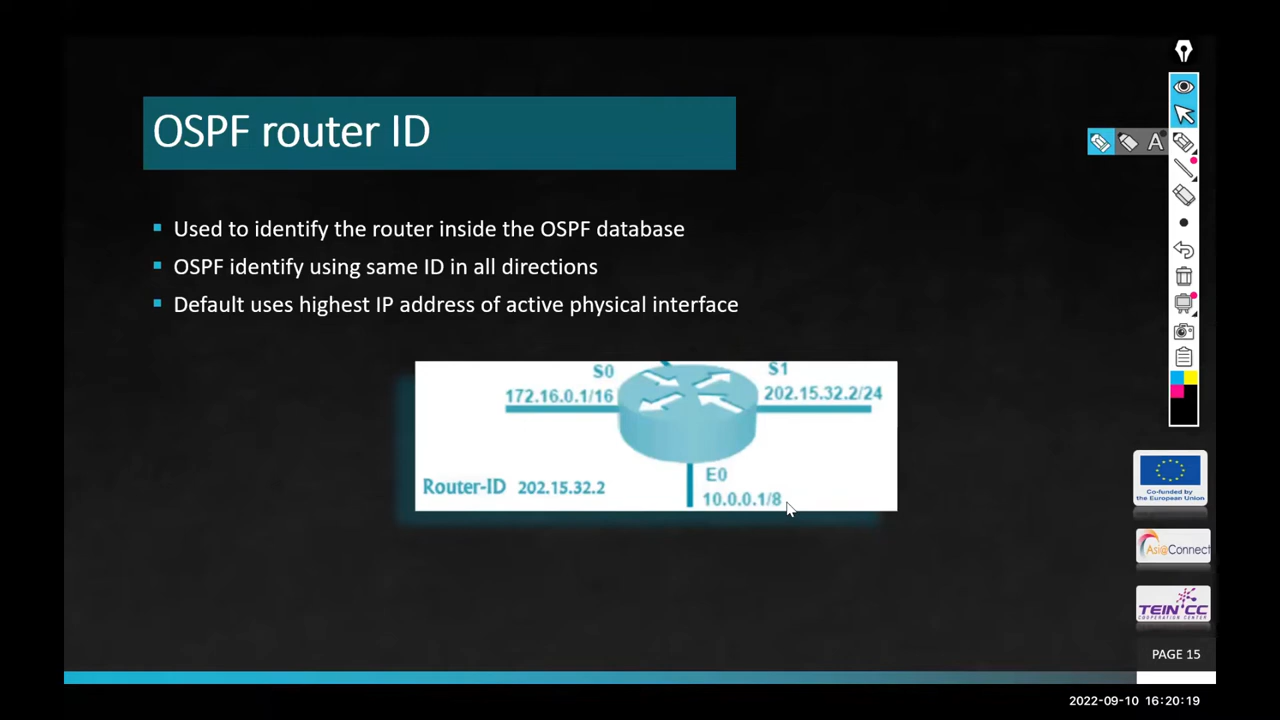 OSPF router ID
Used to identify the router inside the OSPF database
OSPF identify using same ID in all directions
Default uses highest IP address of active physical interface
S0
S1
172.16.0.1/16
202.15.32.2/24
E0
Router-ID 202.15.32.2
10.0.0.1/8
A
Co-funded by
the European Union
Asi@Connect
TEIN*CC
COOPERATION CENTER
PAGE 15
2022-09-10 16:20:19